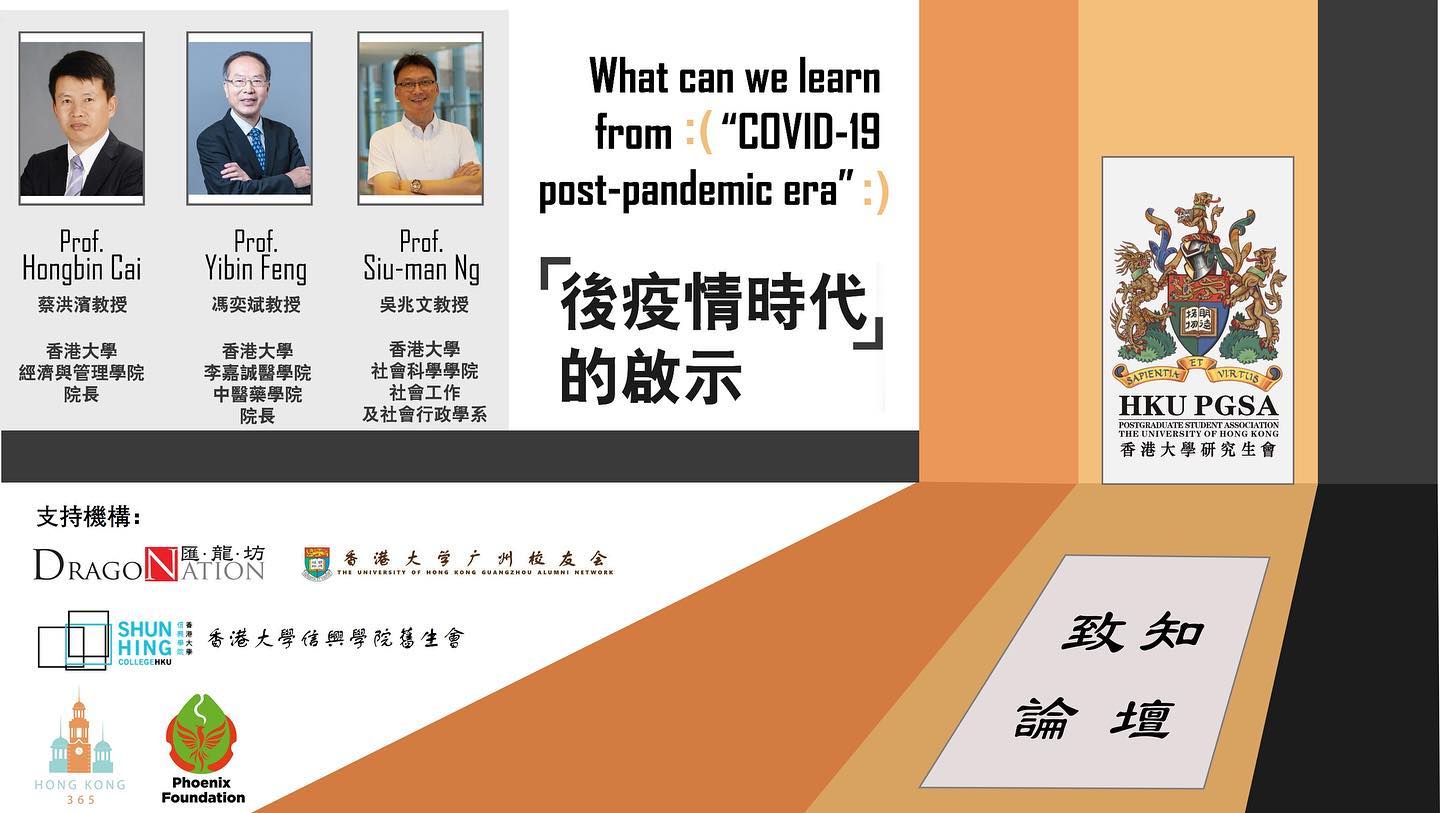 Prof.
Hongbin Cai
蔡洪濱教授
香港大學
經濟與管理學院
院長
Prof.
Yibin Feng
馮奕斌教授
香港大學
李嘉誠醫學院
中醫藥學院
院長
Prof.
Siu-man Ng
吳兆文教授
香港大學
社會科學學院
社會工作
及社會行政學系
What can we learn
from :( “COVID-19
post-pandemic era” :)
「後疫情時代」
的啟示
SAPIENTIA ET VIRTUS
HKU PGSA
POSTGRADUATE STUDENT ASSOCIATION
THE UNIVERSITY OF HONG KONG
香港大學研究生會
支持機構：
DRAGONATION 匯·龍·坊
香港大学广州校友会
THE UNIVERSITY OF HONG KONG GUANGZHOU ALUMNI NETWORK
SHUN
HING
COLLEGEHKU
香港大學
信興學院
香港大學信興學院舊生會
HONG KONG
365
Phoenix
Foundation
致知
論壇